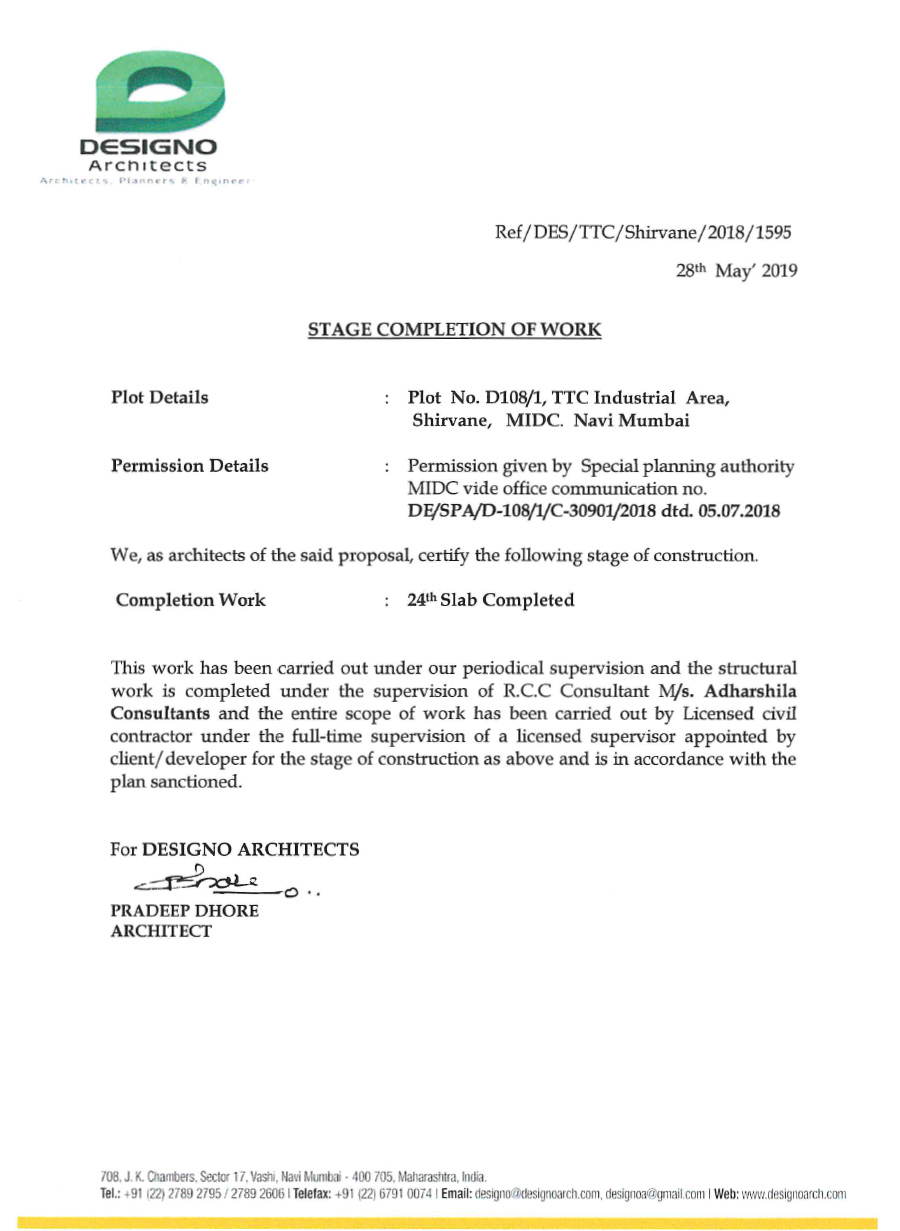 DESIGNO
Architects
Architects, Planners & Engineer
Ref/DES/TTC/Shirvane/2018/1595
28th May' 2019
STAGE COMPLETION OF WORK
Plot Details : Plot No. D108/1, TTC Industrial Area,
Shirvane, MIDC. Navi Mumbai
Permission Details : Permission given by Special planning authority
MIDC vide office communication no.
DE/SPA/D-108/1/C-30901/2018 dtd. 05.07.2018
We, as architects of the said proposal, certify the following stage of construction.
Completion Work : 24th Slab Completed
This work has been carried out under our periodical supervision and the structural
work is completed under the supervision of R.C.C Consultant M/s. Adharshila
Consultants and the entire scope of work has been carried out by Licensed civil
contractor under the full-time supervision of a licensed supervisor appointed by
client/developer for the stage of construction as above and is in accordance with the
plan sanctioned.
For DESIGNO ARCHITECTS
PRADEEP DHORE
ARCHITECT
708, J. K. Chambers, Sector 17, Vashi, Navi Mumbai - 400 705, Maharashtra, India.
Tel.: +91 (22) 2789 2795 / 2789 2606 | Telefax: +91 (22) 6791 0074 | Email: designo@designoarch.com, designoa@gmail.com | Web: www.designoarch.com